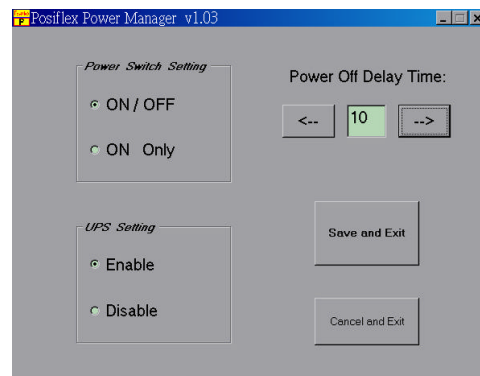 Posiflex Power Manager v1.03
Power Switch Setting
ON / OFF
ON Only
Power Off Delay Time:
<--
10
-->
UPS Setting
Enable
Disable
Save and Exit
Cancel and Exit